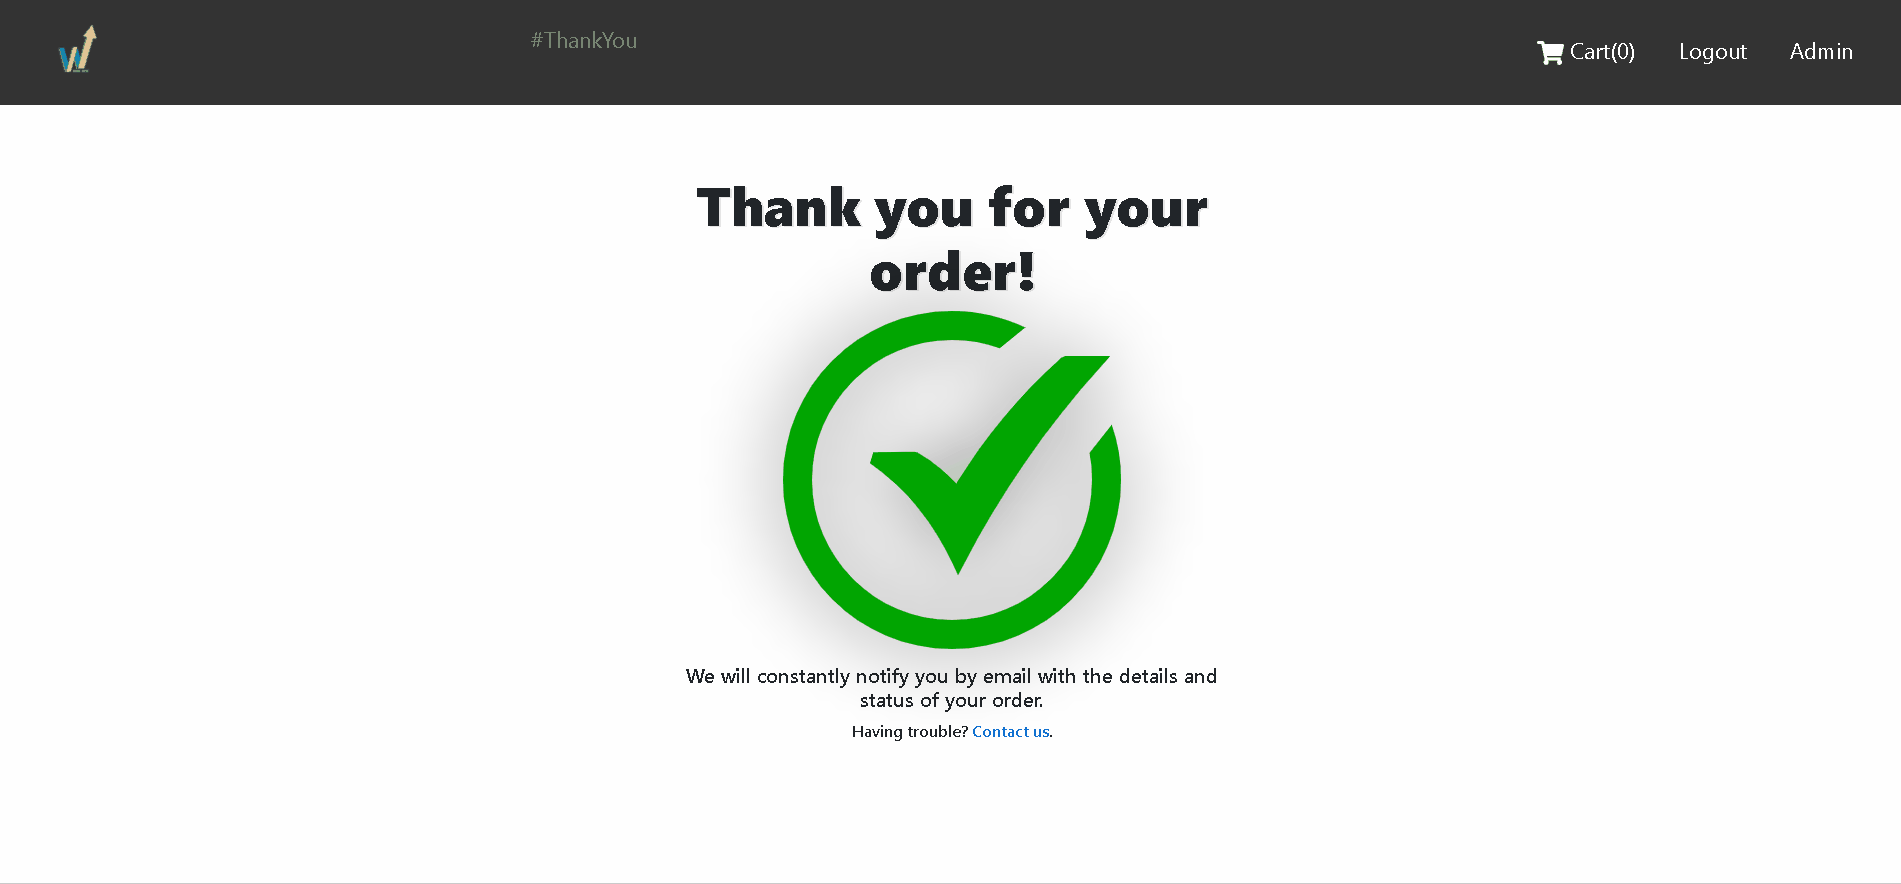 #ThankYou
Cart(0)
Logout
Admin
Thank you for your
order!
We will constantly notify you by email with the details and
status of your order.
Having trouble? Contact us.